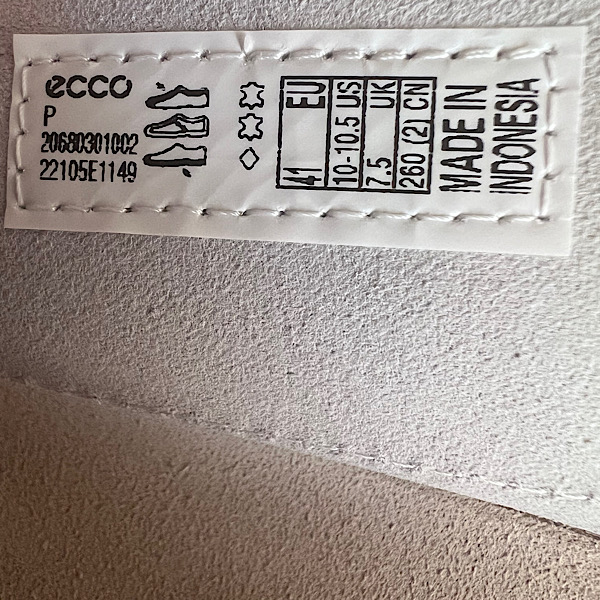 ecco
P
20680301002
22105E1149
41 EU
10-10.5 US
7.5 UK
260 (2) CN
MADE IN
INDONESIA